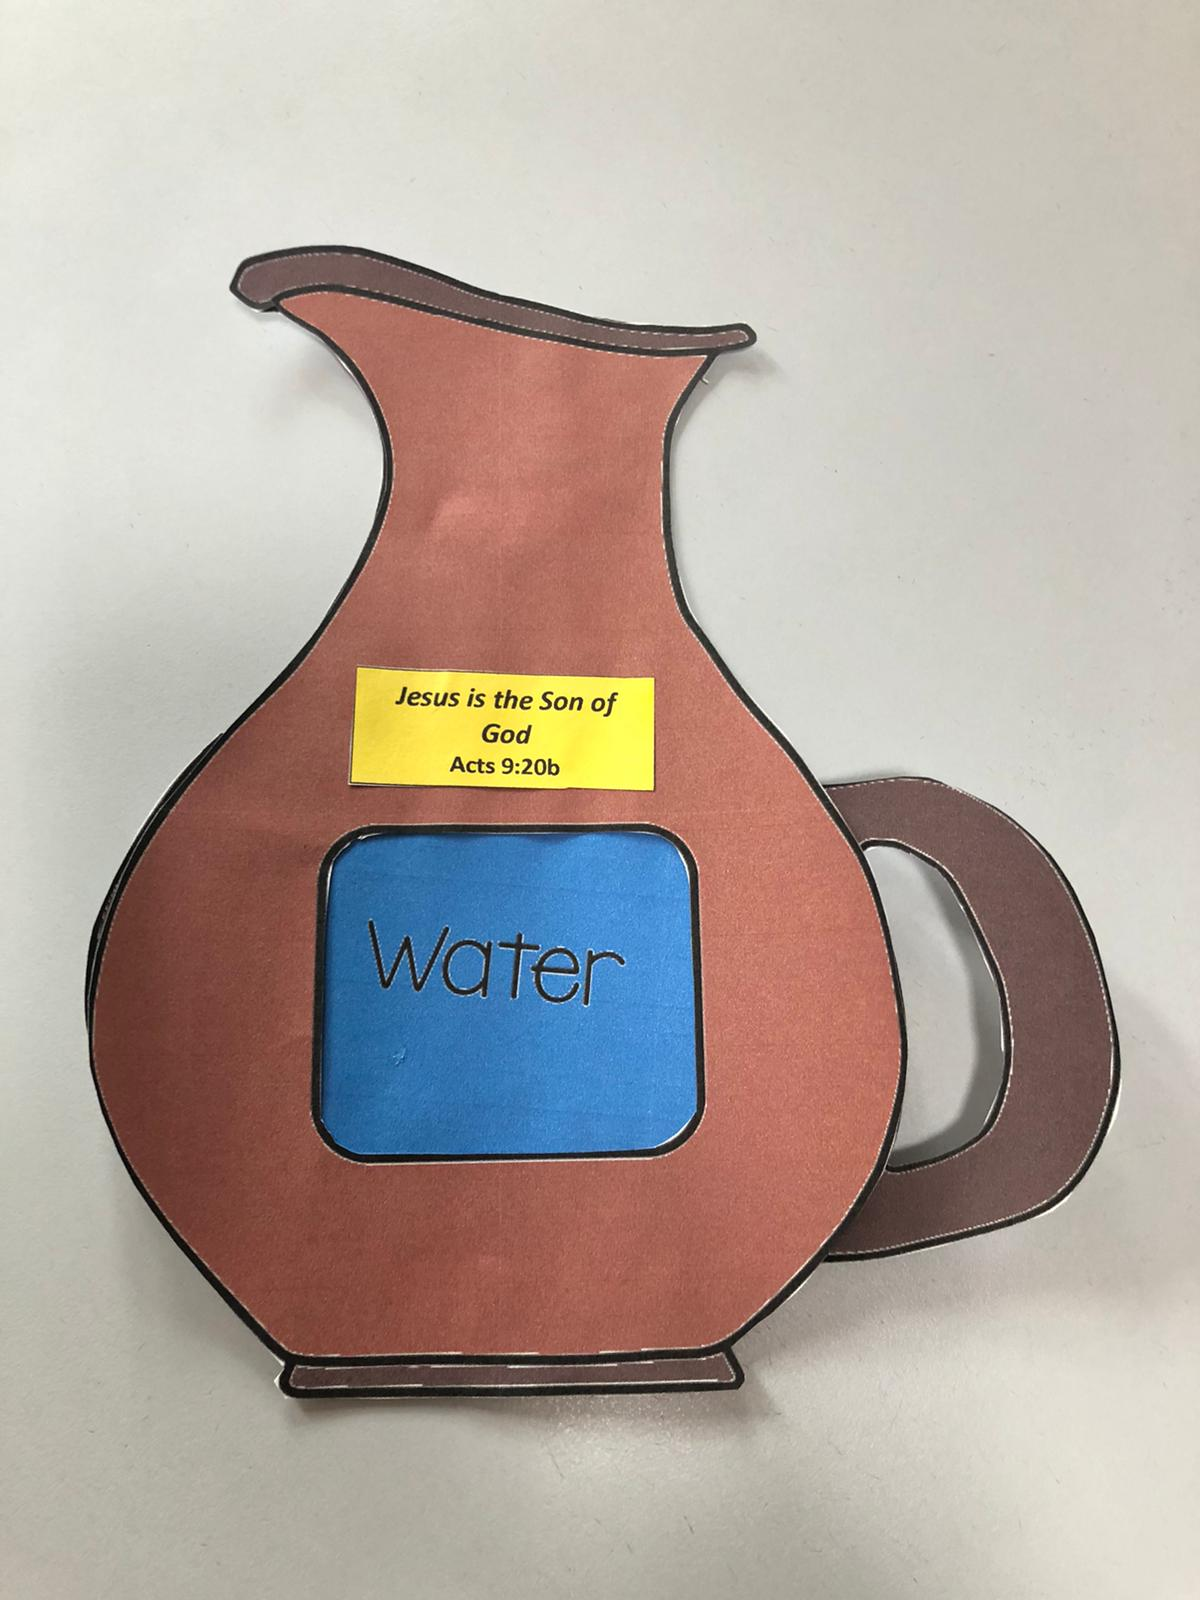 Jesus is the Son of
God
Acts 9:20b
Water